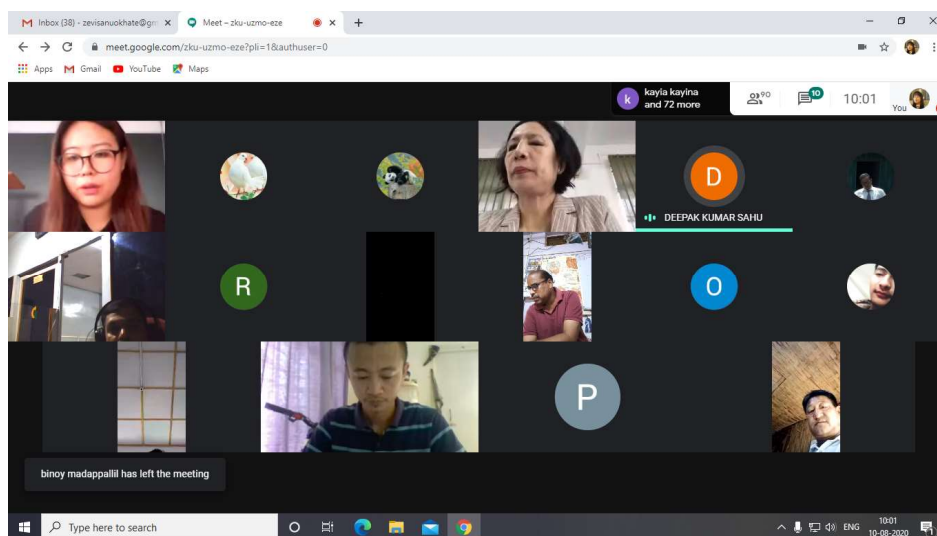 Inbox (38) - zevisanuokhate@gm
Meet – zku-uzmo-eze
meet.google.com/zku-uzmo-eze?pli=1&authuser=0
Apps
Gmail
YouTube
Maps
k
kayia kayina
and 72 more
90
10
10:01
You
D
DEEPAK KUMAR SAHU
R
O
P
binoy madappallil has left the meeting
Type here to search
ENG
10:01
10-08-2020
1